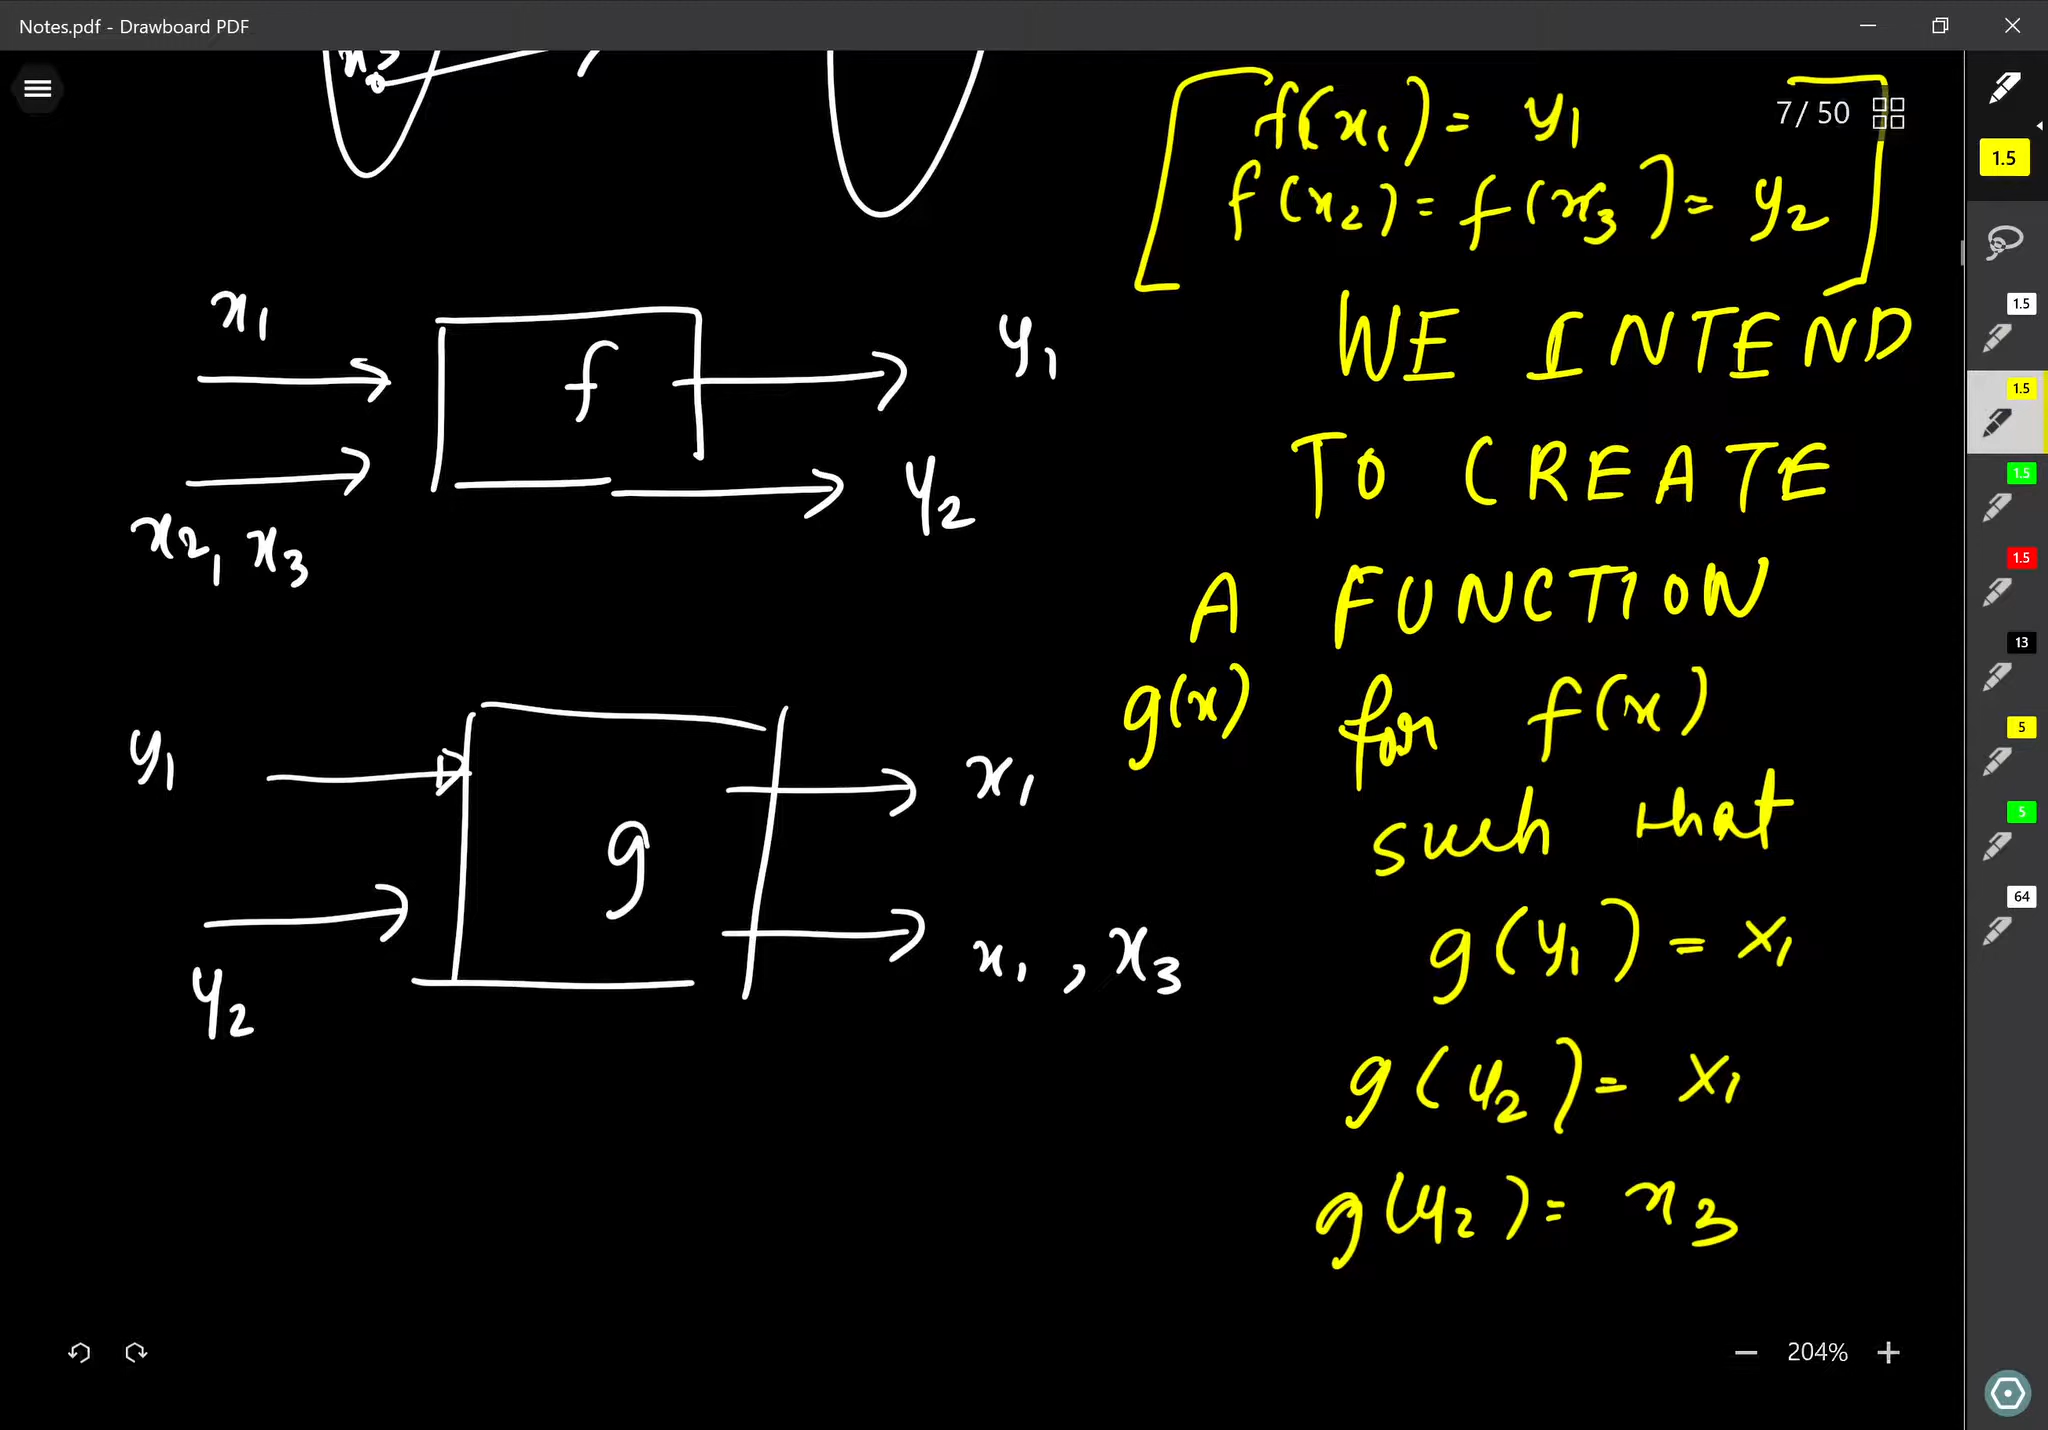 Notes.pdf - Drawboard PDF
x3
f(x1) = y1
7/ 50
f(x2) = f(x3) = y2
1.5
1.5
1.5
1.5
1.5
13
5
5
64
x1
f
y1
x2, x3
y2
WE INTEND
TO CREATE
A FUNCTION
g(x) for f(x)
such that
g(y1) = x1
g(y2) = x1
g(y2) = x3
y1
g
x1
y2
x1 , x3
204%